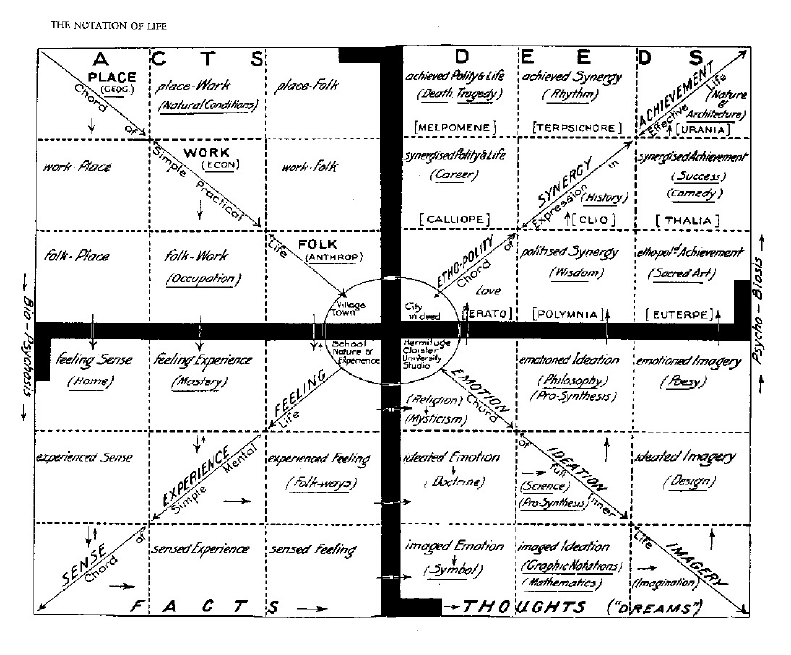 THE NOTATION OF LIFE
A C T S
D E E D S
PLACE
(GEOG.)
place-Work
(Natural Conditions)
place-Folk
achieved Polity & Life
(Death Tragedy)
[MELPOMENE]
achieved Synergy
(Rhythm)
[TERPSICHORE]
ACHIEVEMENT
Effective Life
(Nature
&
Architecture)
[URANIA]
Chord of Simple Practical Life
work-Place
WORK
(ECON)
work-Folk
synergised Polity & Life
(Career)
[CALLIOPE]
SYNERGY
Chord of Expression in
(History)
[CLIO]
synergised Achievement
(Success)
(Comedy)
[THALIA]
folk-Place
folk-Work
(Occupation)
FOLK
(ANTHROP)
ETHO-POLITY
Love
[ERATO]
politised Synergy
(Wisdom)
[POLYMNIA]
ethopol^d Achievement
(Sacred Art)
[EUTERPE]
Village
Town
City
in deed
School
Nature &
Experience
Hermitage
Cloister
University
Studio
Bio-Psychosis
Psycho-Biosis
feeling Sense
(Home)
feeling Experience
(Mastery)
FEELING
Chord of Simple Mental Life
EMOTION
Chord of for Inner Life
(Religion)
(Mysticism)
emotioned Ideation
(Philosophy)
(Pro-Synthesis)
emotioned Imagery
(Poesy)
experienced Sense
EXPERIENCE
experienced Feeling
(Folk-ways)
ideated Emotion
(Doctrine)
IDEATION
(Science)
(Pro-Synthesis)
ideated Imagery
(Design)
SENSE
sensed Experience
sensed Feeling
imaged Emotion
(Symbol)
imaged Ideation
(Graphic Notations)
(Mathematics)
IMAGERY
(Imagination)
F A C T S
THOUGHTS ("DREAMS")